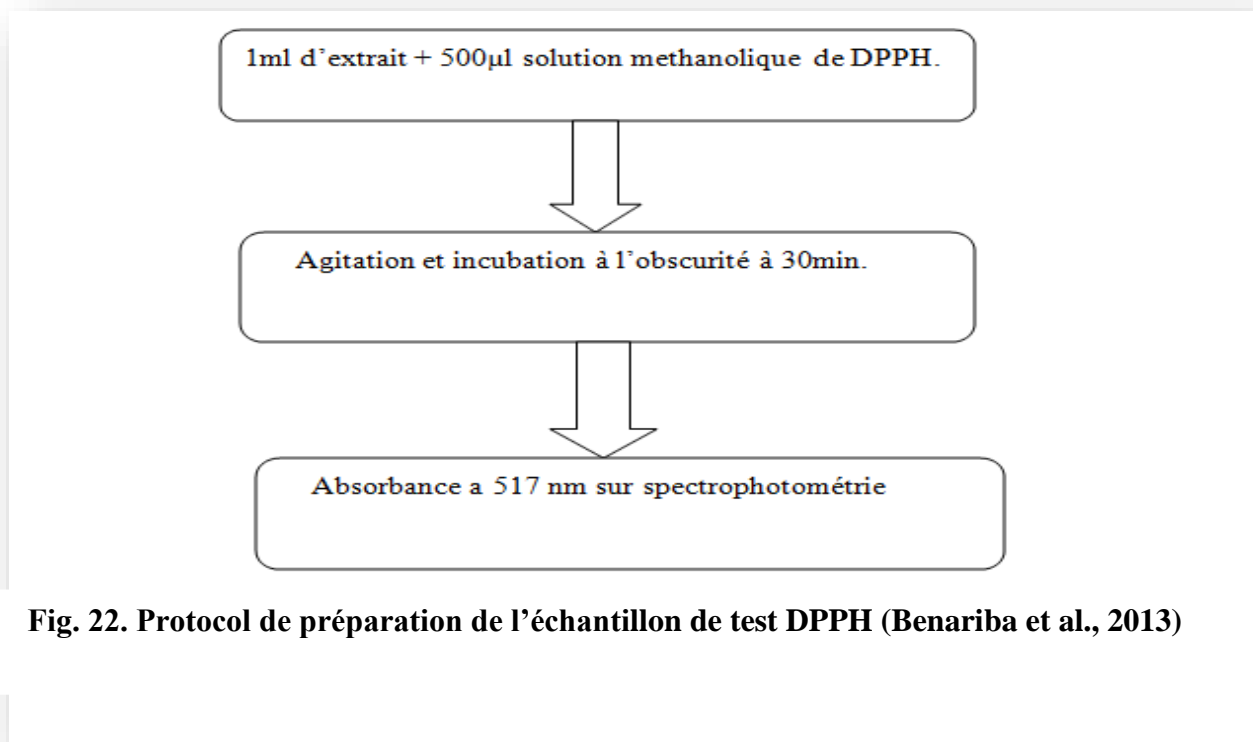 1ml d'extrait + 500µl solution methanolique de DPPH.
Agitation et incubation à l'obscurité à 30min.
Absorbance a 517 nm sur spectrophotométrie
Fig. 22. Protocol de préparation de l'échantillon de test DPPH (Benariba et al., 2013)